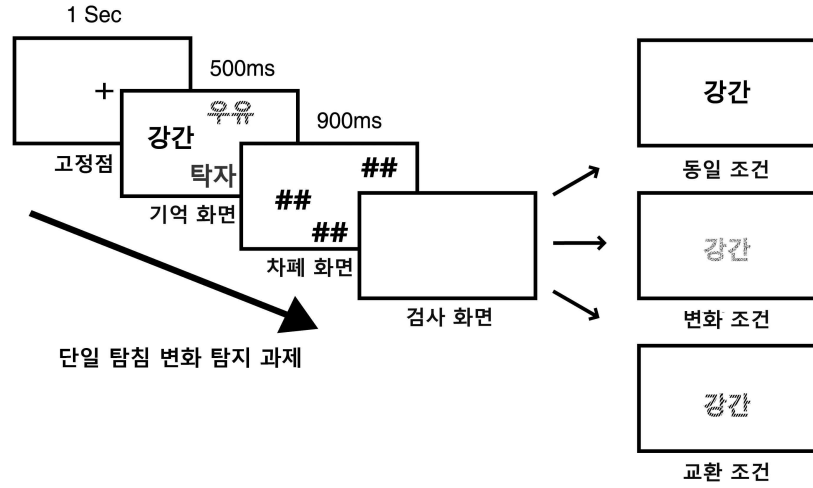 1 Sec
+
고정점
500ms
우유
강간
탁자
기억 화면
900ms
##
##
##
차폐 화면
검사 화면
단일 탐침 변화 탐지 과제
강간
동일 조건
강간
변화 조건
강간
교환 조건